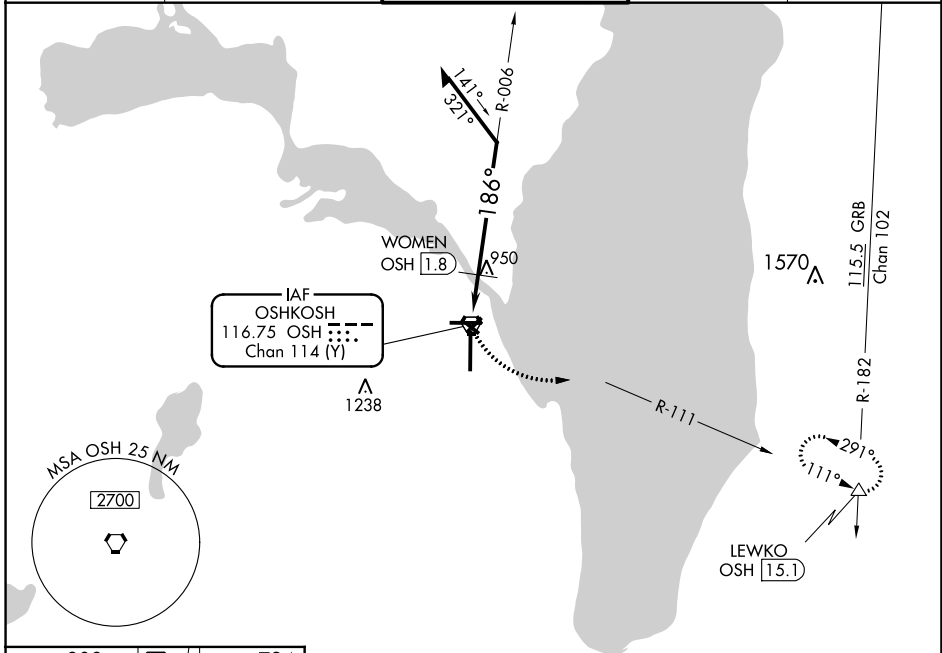 R-006
141°
321°
186°
WOMEN
OSH 1.8
950
1570
115.5 GRB
Chan 102
IAF
OSHKOSH
116.75 OSH
Chan 114 (Y)
1238
R-182
R-111
291°
111°
MSA OSH 25 NM
2700
LEWKO
OSH 15.1